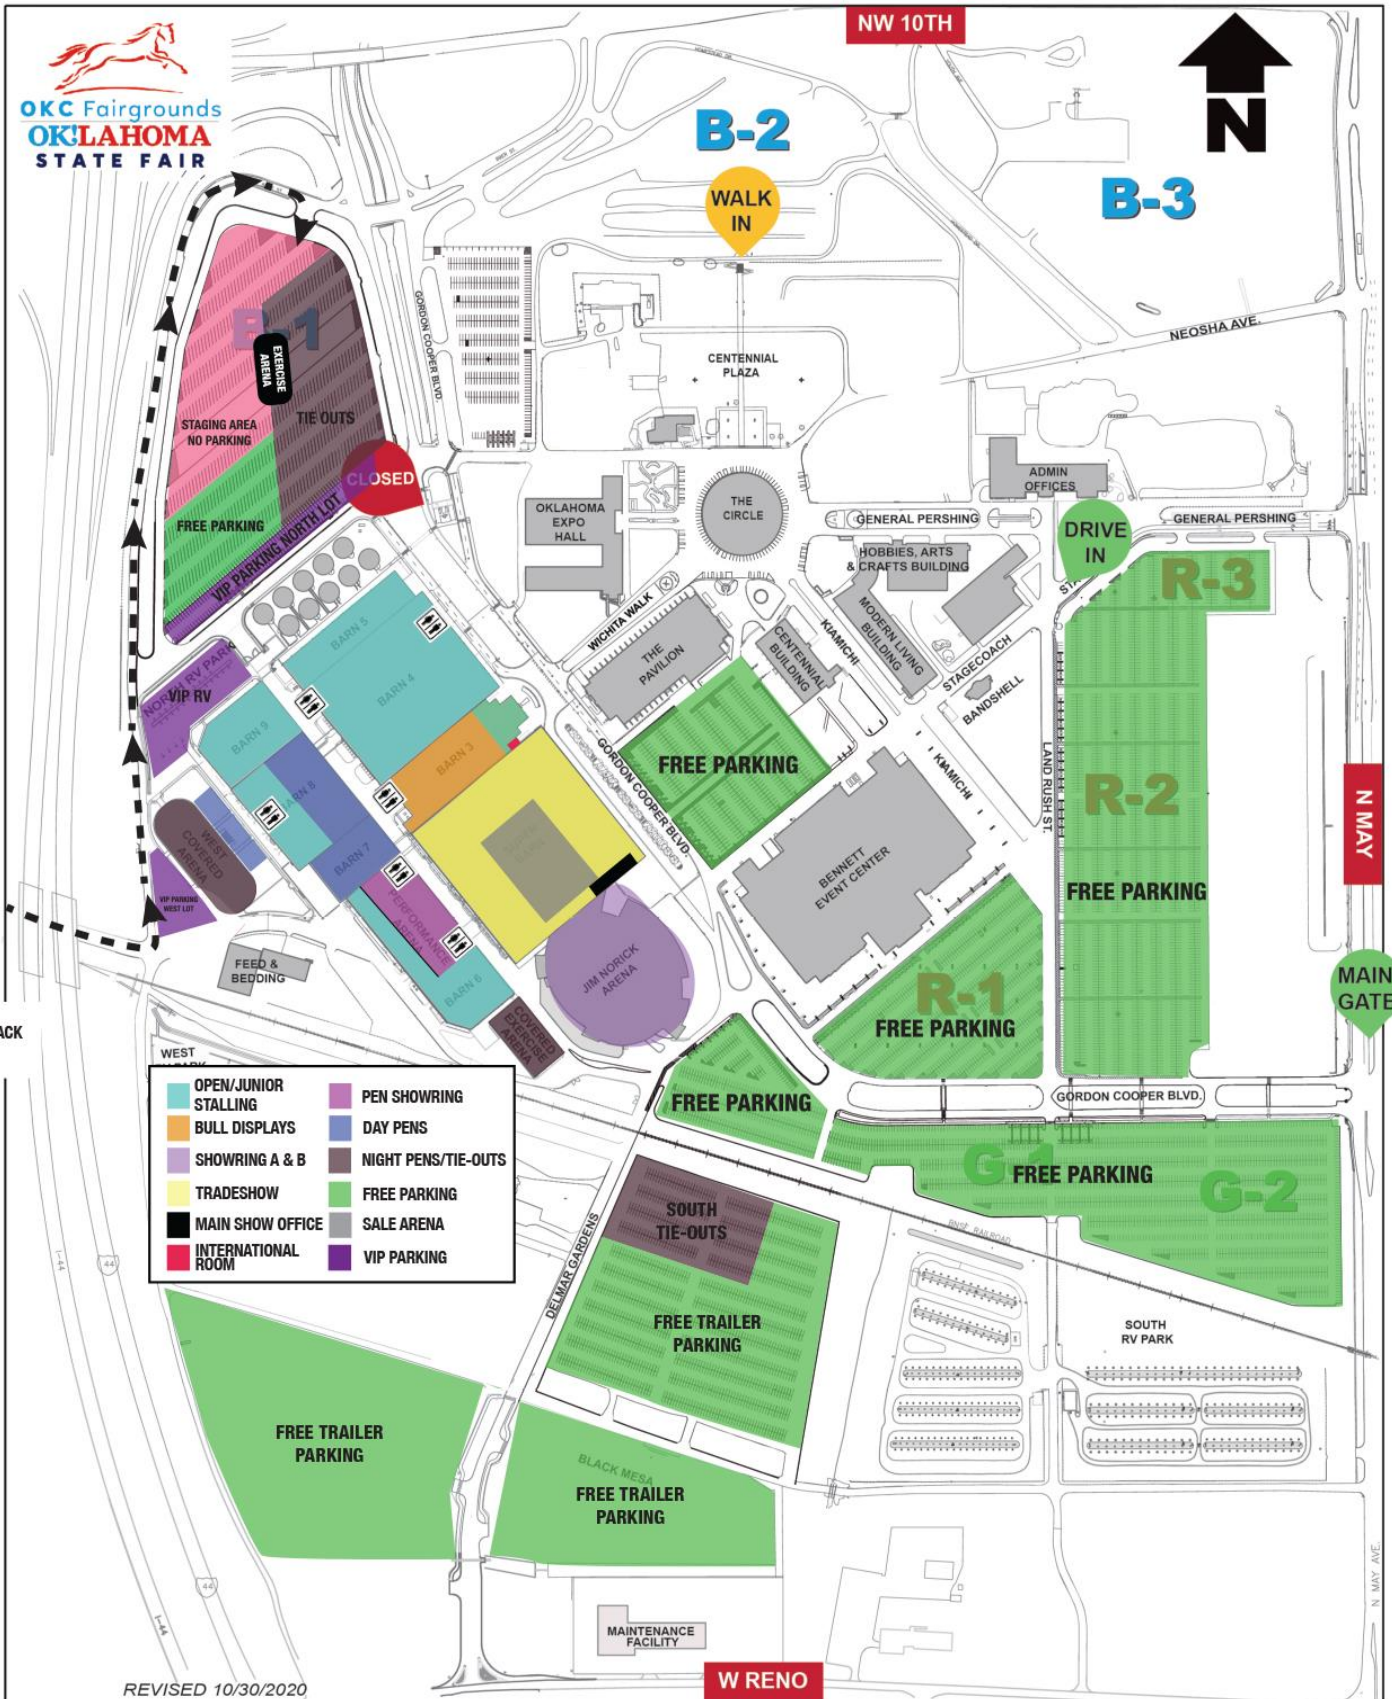 NW 10TH
OKC Fairgrounds
OK!LAHOMA
STATE FAIR
N
B-2
WALK
IN
B-3
B-1
EXERCISE
ARENA
STAGING AREA
NO PARKING
TIE OUTS
CLOSED
FREE PARKING
VIP PARKING NORTH LOT
GORDON COOPER BLVD.
CENTENNIAL
PLAZA
NEOSHA AVE.
OKLAHOMA
EXPO
HALL
THE
CIRCLE
ADMIN
OFFICES
GENERAL PERSHING
DRIVE
IN
GENERAL PERSHING
HOBBIES, ARTS
& CRAFTS BUILDING
R-3
WICHITA WALK
THE
PAVILION
CENTENNIAL
BUILDING
KIAMICHI
MODERN LIVING
BUILDING
STAGECOACH
BANDSHELL
BARN 5
BARN 4
NORTH RV PARK
VIP RV
BARN 9
BARN 3
BARN 8
BARN 7
GORDON COOPER BLVD.
FREE PARKING
KIAMICHI
LAND RUSH ST.
R-2
FREE PARKING
N MAY
WEST
COVERED
ARENA
VIP PARKING
WEST LOT
PERFORMANCE
ARENA
BENNETT
EVENT CENTER
FEED &
BEDDING
BARN 6
JIM NORICK
ARENA
COVERED
EXERCISE
ARENA
R-1
FREE PARKING
MAIN
GATE
ACK
WEST
OPEN/JUNIOR
STALLING
BULL DISPLAYS
SHOWRING A & B
TRADESHOW
MAIN SHOW OFFICE
INTERNATIONAL
ROOM
PEN SHOWRING
DAY PENS
NIGHT PENS/TIE-OUTS
FREE PARKING
SALE ARENA
VIP PARKING
FREE PARKING
GORDON COOPER BLVD.
G-1
FREE PARKING
G-2
SOUTH
TIE-OUTS
BNSF RAILROAD
DELMAR GARDENS
FREE TRAILER
PARKING
SOUTH
RV PARK
I-44
44
FREE TRAILER
PARKING
BLACK MESA
FREE TRAILER
PARKING
44
I-44
N MAY AVE.
MAINTENANCE
FACILITY
W RENO
REVISED 10/30/2020